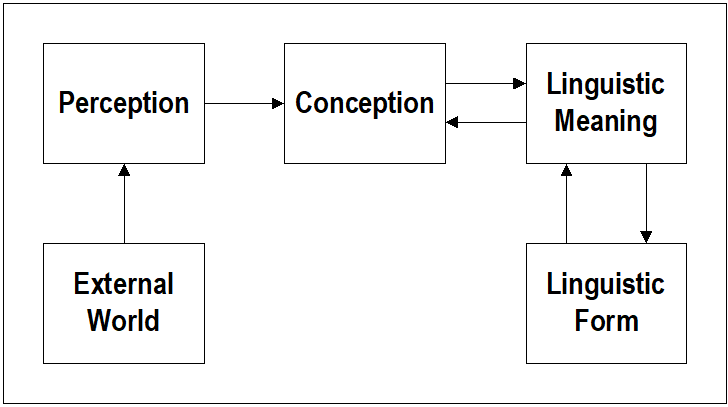 Perception
Conception
Linguistic
Meaning
External
World
Linguistic
Form